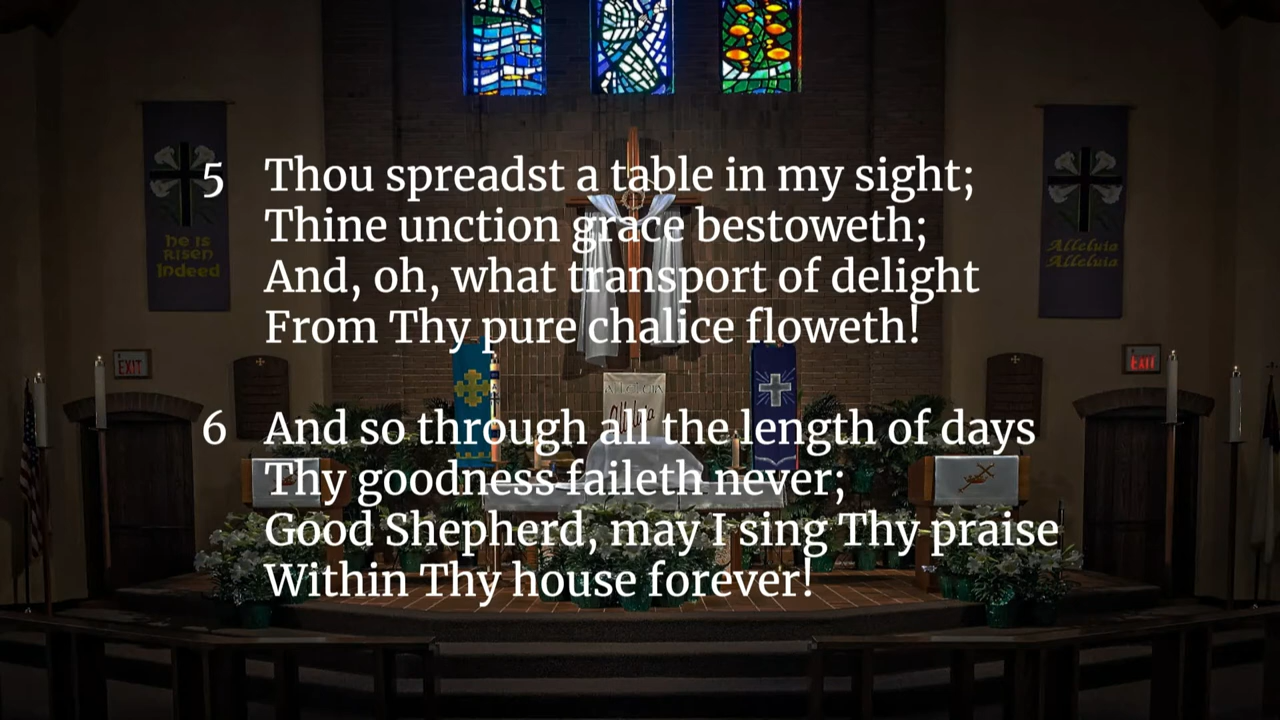 5 Thou spreadst a table in my sight;
Thine unction grace bestoweth;
And, oh, what transport of delight
From Thy pure chalice floweth!
6 And so through all the length of days
Thy goodness faileth never;
Good Shepherd, may I sing Thy praise
Within Thy house forever!
he is
Risen
Indeed
Alleluia
Alleluia
EXIT
EXIT
Alleluia